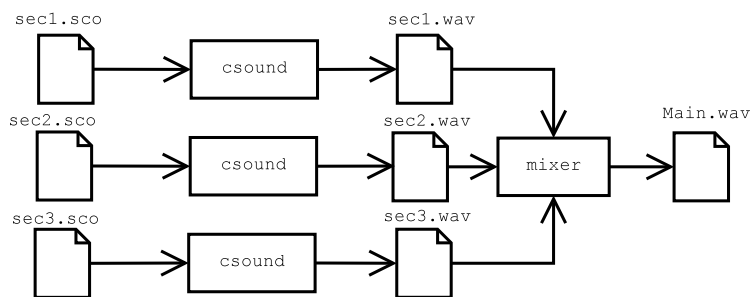 sec1.sco
sec1.wav
csound
sec2.sco
sec2.wav
Main.wav
csound
mixer
sec3.sco
sec3.wav
csound